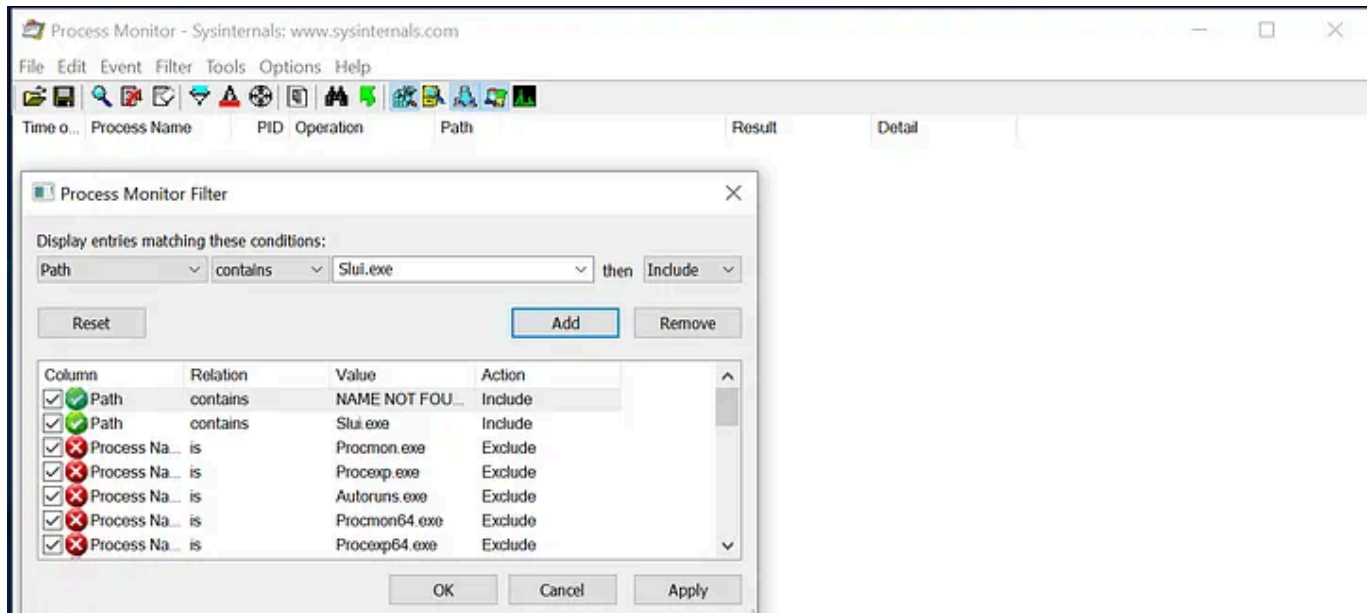 Process Monitor - Sysinternals: www.sysinternals.com
File Edit Event Filter Tools Options Help
Time o... Process Name PID Operation Path Result Detail
Process Monitor Filter
Display entries matching these conditions:
Path contains Slui.exe then Include
Reset Add Remove
Column Relation Value Action
Path contains NAME NOT FOU... Include
Path contains Slui.exe Include
Process Na... is Procmon.exe Exclude
Process Na... is Procexp.exe Exclude
Process Na... is Autoruns.exe Exclude
Process Na... is Procmon64.exe Exclude
Process Na... is Procexp64.exe Exclude
OK Cancel Apply